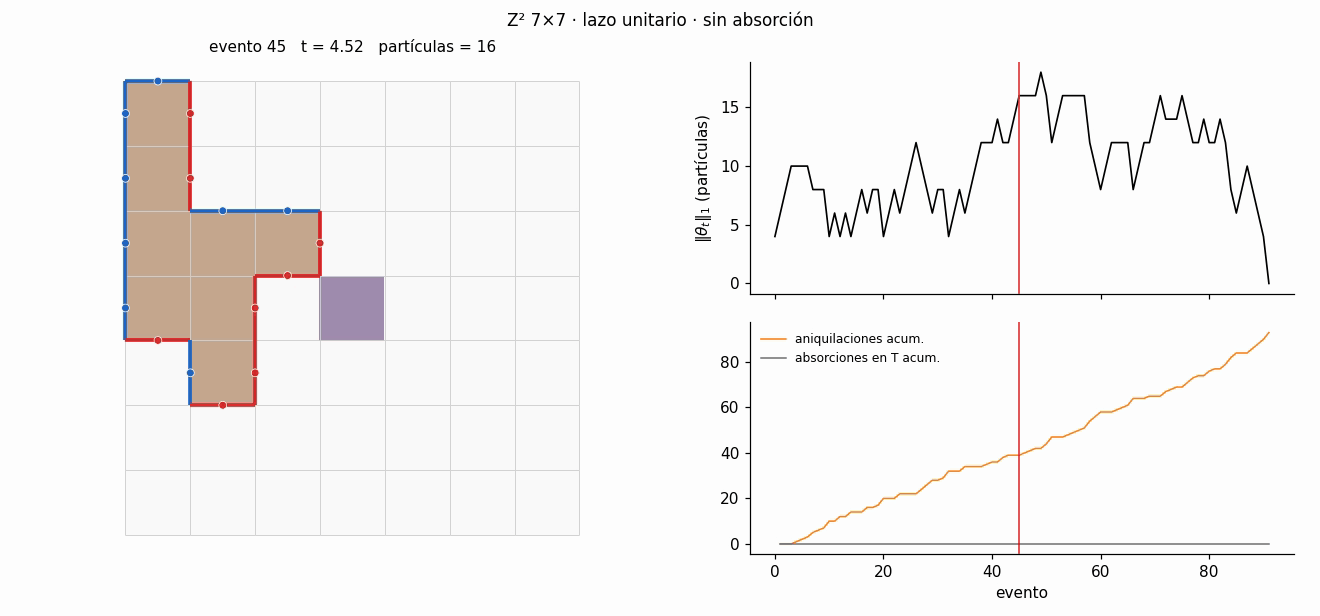 Z² 7×7 · lazo unitario · sin absorción
evento 45   t = 4.52   partículas = 16
‖θₜ‖₁ (partículas)
15
10
5
0
aniquilaciones acum.
absorciones en T acum.
80
60
40
20
0
0 20 40 60 80
evento